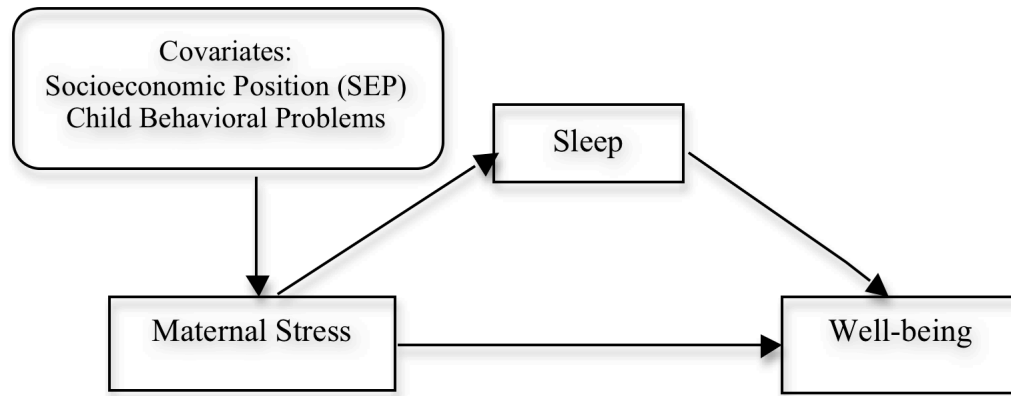 Covariates:
Socioeconomic Position (SEP)
Child Behavioral Problems
Sleep
Maternal Stress
Well-being